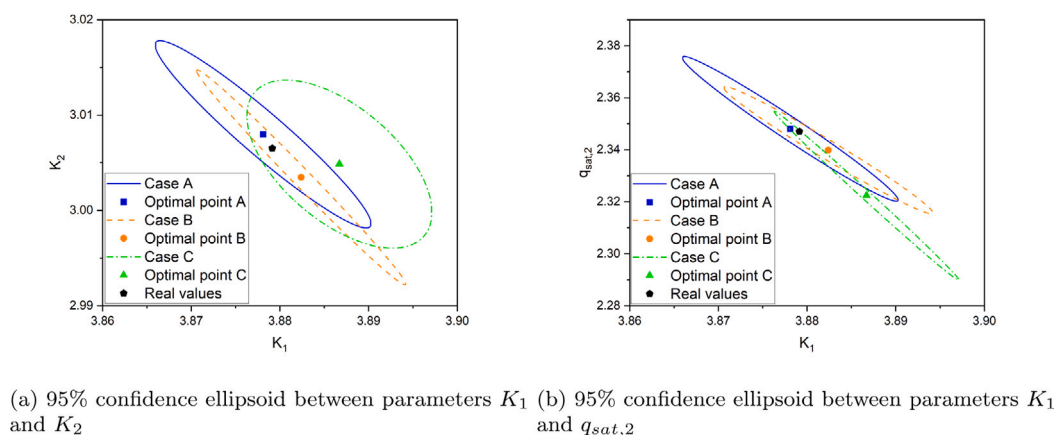 3.02
3.01
3.00
2.99
K2
Case A
Optimal point A
Case B
Optimal point B
Case C
Optimal point C
Real values
3.86 3.87 3.88 3.89 3.90
K1
2.40
2.38
2.36
2.34
2.32
2.30
2.28
qsat,2
Case A
Optimal point A
Case B
Optimal point B
Case C
Optimal point C
Real values
3.86 3.87 3.88 3.89 3.90
K1
(a) 95% confidence ellipsoid between parameters K1
and K2
(b) 95% confidence ellipsoid between parameters K1
and qsat,2